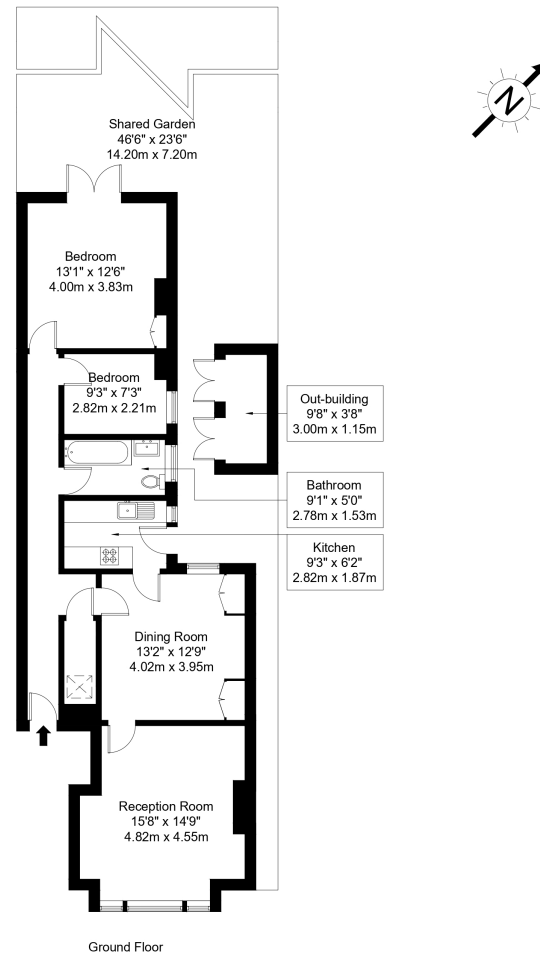 N
Shared Garden
46'6" x 23'6"
14.20m x 7.20m
Bedroom
13'1" x 12'6"
4.00m x 3.83m
Bedroom
9'3" x 7'3"
2.82m x 2.21m
Out-building
9'8" x 3'8"
3.00m x 1.15m
Bathroom
9'1" x 5'0"
2.78m x 1.53m
Kitchen
9'3" x 6'2"
2.82m x 1.87m
Dining Room
13'2" x 12'9"
4.02m x 3.95m
Reception Room
15'8" x 14'9"
4.82m x 4.55m
Ground Floor